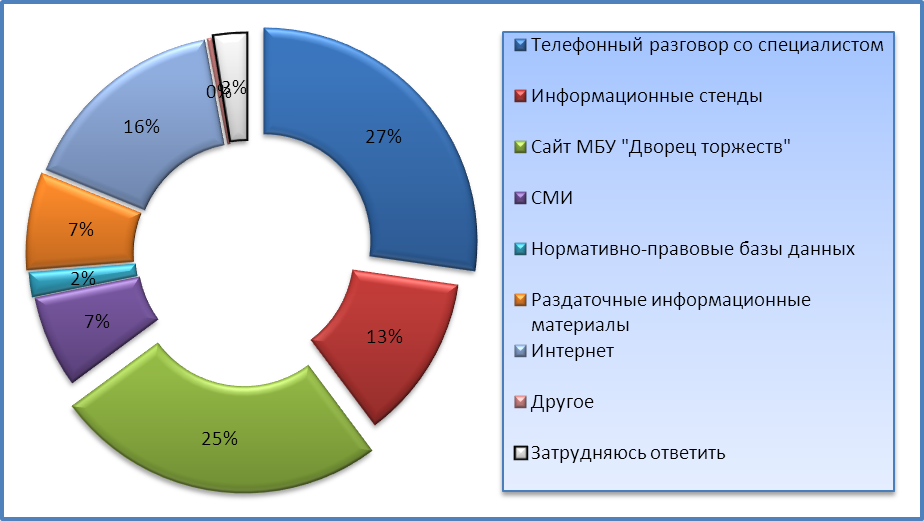 27%
13%
25%
7%
2%
7%
16%
0%
3%
Телефонный разговор со специалистом
Информационные стенды
Сайт МБУ "Дворец торжеств"
СМИ
Нормативно-правовые базы данных
Раздаточные информационные
материалы
Интернет
Другое
Затрудняюсь ответить